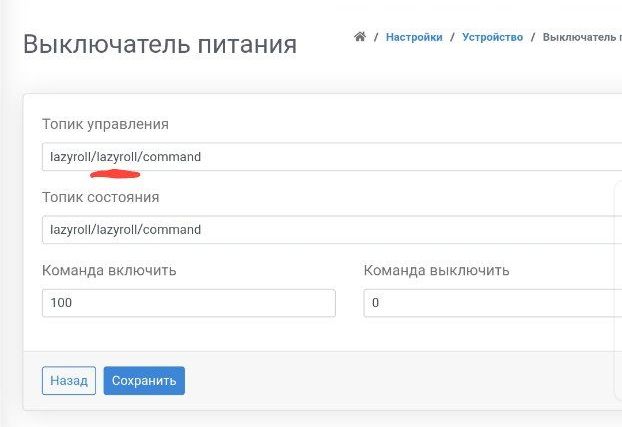 Выключатель питания
/ Настройки / Устройство / Выключатель
Топик управления
lazyroll/lazyroll/command
Топик состояния
lazyroll/lazyroll/command
Команда включить
Команда выключить
100
0
Назад
Сохранить